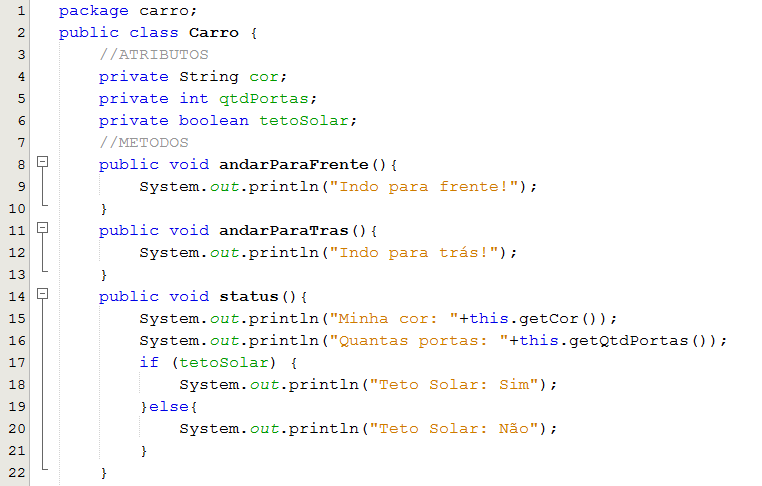 1 package carro;
2 public class Carro {
3 //ATRIBUTOS
4 private String cor;
5 private int qtdPortas;
6 private boolean tetoSolar;
7 //METODOS
8 public void andarParaFrente(){
9 System.out.println("Indo para frente!");
10 }
11 public void andarParaTras(){
12 System.out.println("Indo para trás!");
13 }
14 public void status(){
15 System.out.println("Minha cor: "+this.getCor());
16 System.out.println("Quantas portas: "+this.getQtdPortas());
17 if (tetoSolar) {
18 System.out.println("Teto Solar: Sim");
19 }else{
20 System.out.println("Teto Solar: Não");
21 }
22 }